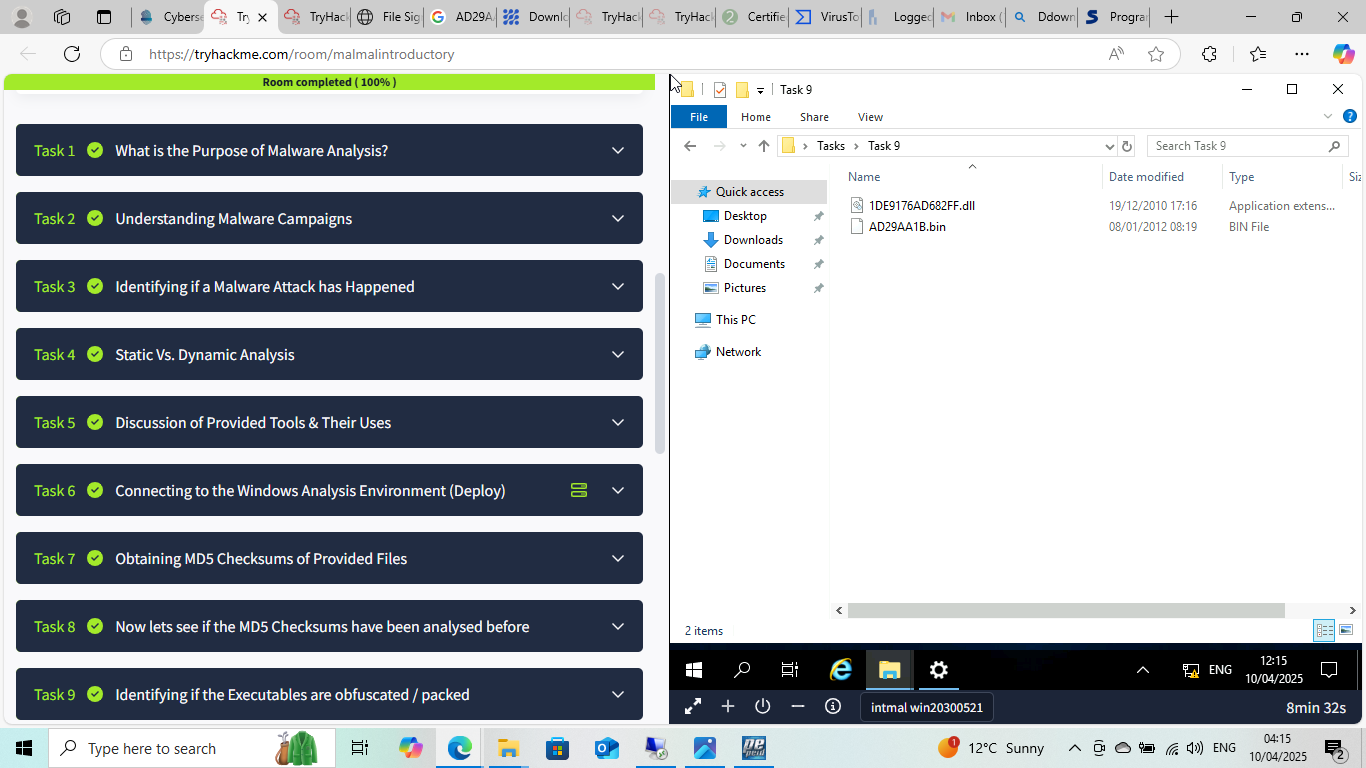 Cyberse
Try
TryHack
File Sig
AD29AA
Downlo
TryHack
TryHack
Certifie
VirusTo
Logged
Inbox (
Ddown
Program
https://tryhackme.com/room/malmalintroductory
Room completed ( 100% )
Task 1 What is the Purpose of Malware Analysis?
Task 2 Understanding Malware Campaigns
Task 3 Identifying if a Malware Attack has Happened
Task 4 Static Vs. Dynamic Analysis
Task 5 Discussion of Provided Tools & Their Uses
Task 6 Connecting to the Windows Analysis Environment (Deploy)
Task 7 Obtaining MD5 Checksums of Provided Files
Task 8 Now lets see if the MD5 Checksums have been analysed before
Task 9 Identifying if the Executables are obfuscated / packed
Task 9
File Home Share View
Tasks Task 9
Search Task 9
Name Date modified Type Siz
1DE9176AD682FF.dll 19/12/2010 17:16 Application extens...
AD29AA1B.bin 08/01/2012 08:19 BIN File
Quick access
Desktop
Downloads
Documents
Pictures
This PC
Network
2 items
ENG
12:15
10/04/2025
intmal win20300521
8min 32s
Type here to search
1
12°C Sunny
ENG
04:15
10/04/2025
2